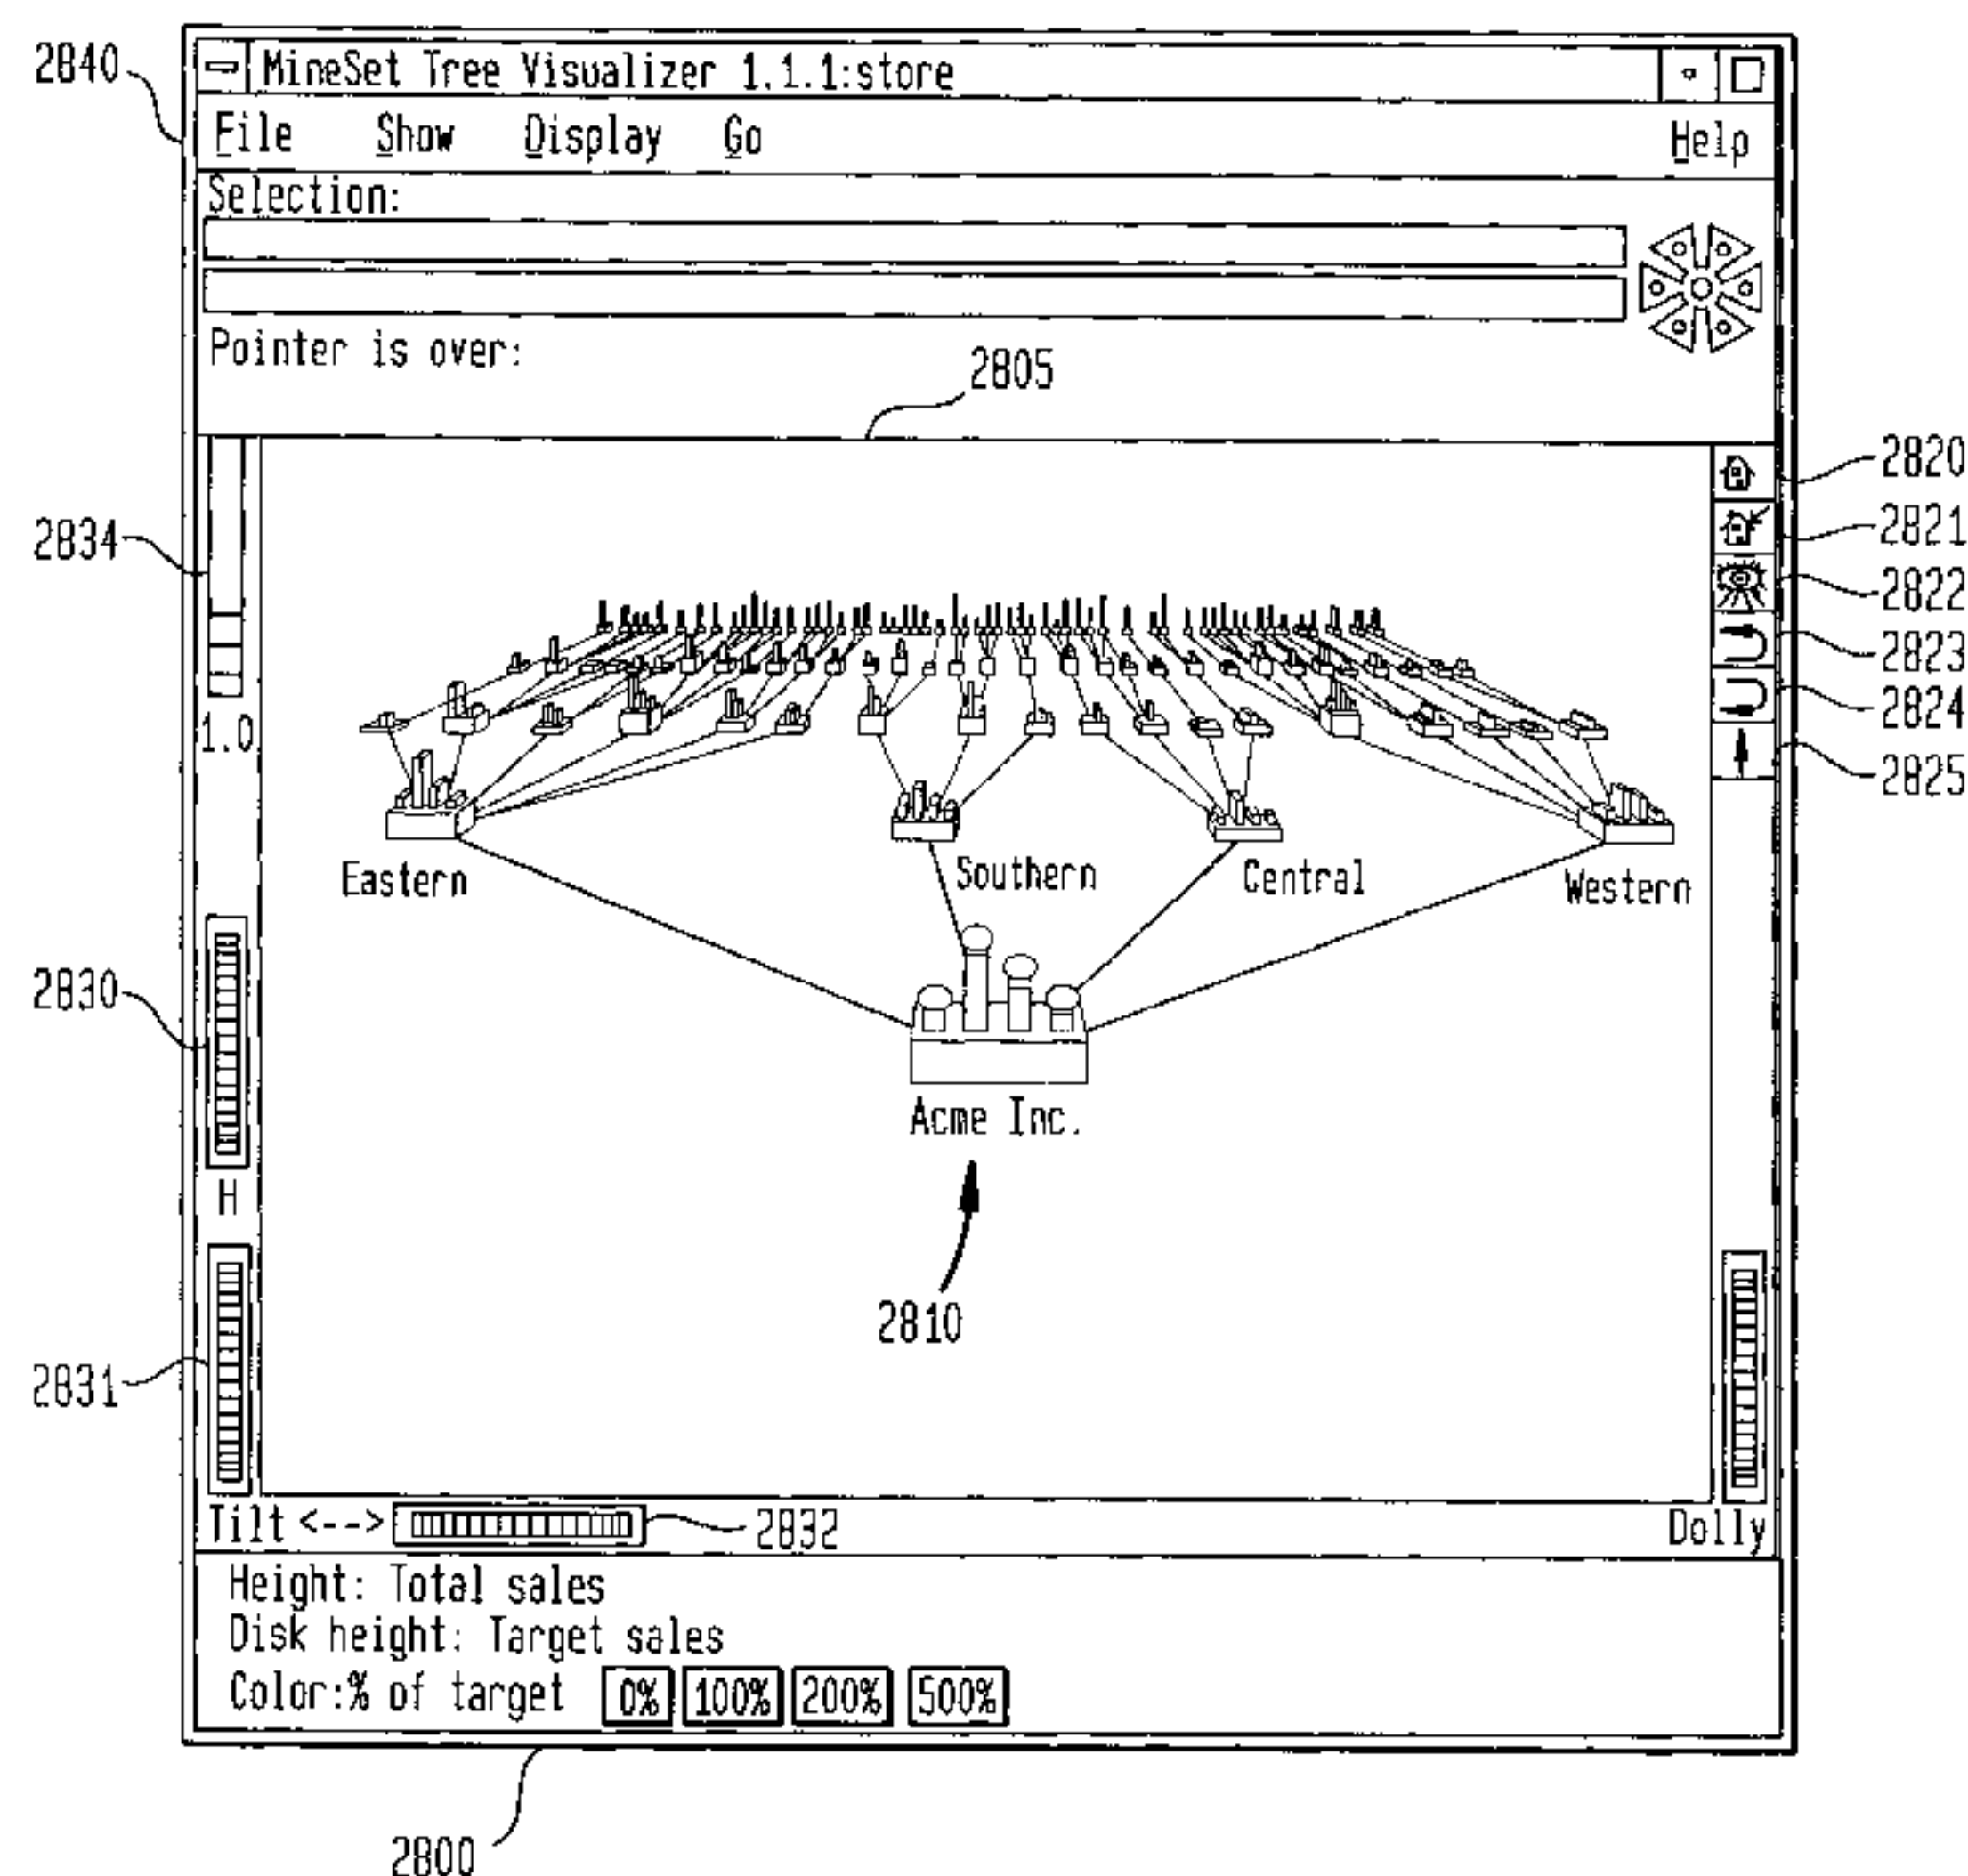 2840
MineSet Tree Visualizer 1.1.1:store
File Show Display Go Help
Selection:
Pointer is over:
2805
2820
2821
2834
2822
2823
2824
1.0
2825
Eastern Southern Central Western
2830
Acme Inc.
H
2810
2831
Tilt <--> 2832 Dolly
Height: Total sales
Disk height: Target sales
Color:% of target 0% 100% 200% 500%
2800